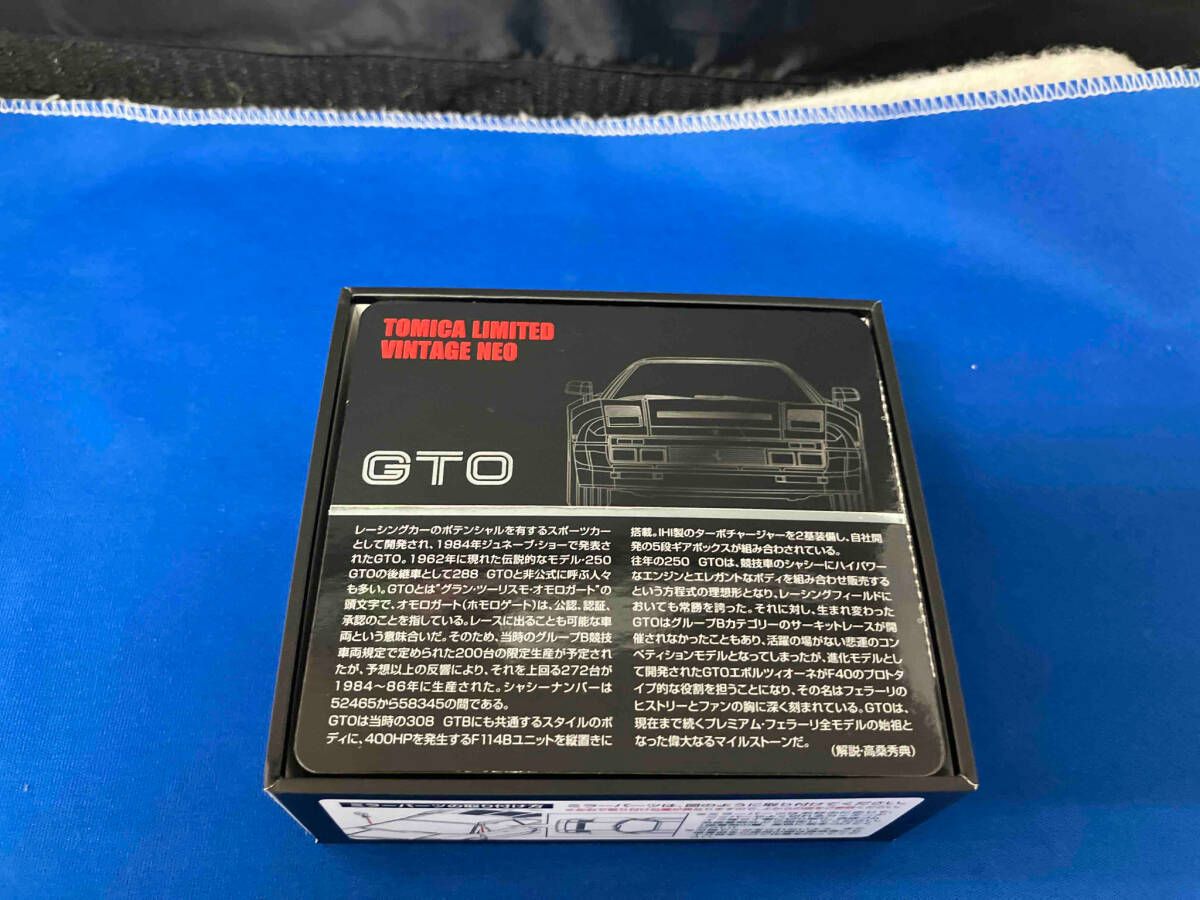 TOMICA LIMITED
VINTAGE NEO
GTO
レーシングカーのポテンシャルを有するスポーツカー
として開発され、1984年ジュネーブ・ショーで発表さ
れたGTO。1962年に現れた伝説的なモデル・250
GTOの後継車として288 GTOと非公式に呼ぶ人々
も多い。GTOとは"グラン・ツーリスモ・オモロガート"の
頭文字で、オモロガート(ホモロゲート)は、公認、認証、
承認のことを指している。レースに出ることも可能な車
両という意味合いだ。そのため、当時のグループB競技
車両規定で定められた200台の限定生産が予定され
たが、予想以上の反響により、それを上回る272台が
1984〜86年に生産された。シャシーナンバーは
52465から58345の間である。
GTOは当時の308 GTBにも共通するスタイルのボ
ディに、400HPを発生するF114Bユニットを縦置きに
搭載。IHI製のターボチャージャーを2基装備し、自社開
発の5段ギアボックスが組み合わされている。
往年の250 GTOは、競技車のシャシーにハイパワー
なエンジンとエレガントなボディを組み合わせ販売する
という方程式の理想形となり、レーシングフィールドに
おいても常勝を誇った。それに対し、生まれ変わった
GTOはグループBカテゴリーのサーキットレースが開
催されなかったこともあり、活躍の場がない悲運のコン
ペティションモデルとなってしまったが、進化モデルとし
て開発されたGTOエボルツィオーネがF40のプロトタ
イプ的な役割を担うことになり、その名はフェラーリの
ヒストリーとファンの胸に深く刻まれている。GTOは、
現在まで続くプレミアム・フェラーリ全モデルの始祖と
なった偉大なるマイルストーンだ。
(解説・高桑秀典)
ミラーパーツの取り付け方
ミラーパーツは、図のように取り付けてください。